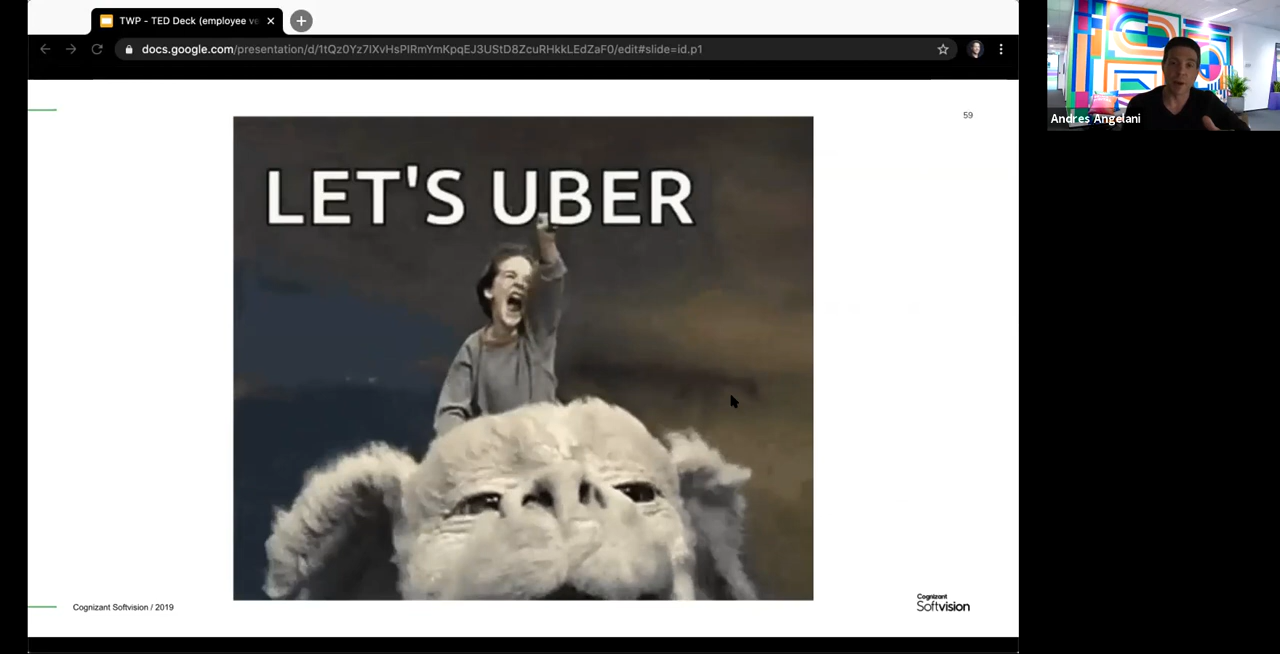 TWP - TED Deck (employee ve
docs.google.com/presentation/d/1tQz0Yz7IXvHsPIRmYmKpqEJ3UStD8ZcuRHkkLEdZaF0/edit#slide=id.p1
Andres Angelani
59
LET'S UBER
Cognizant Softvision / 2019
Cognizant
Softvision